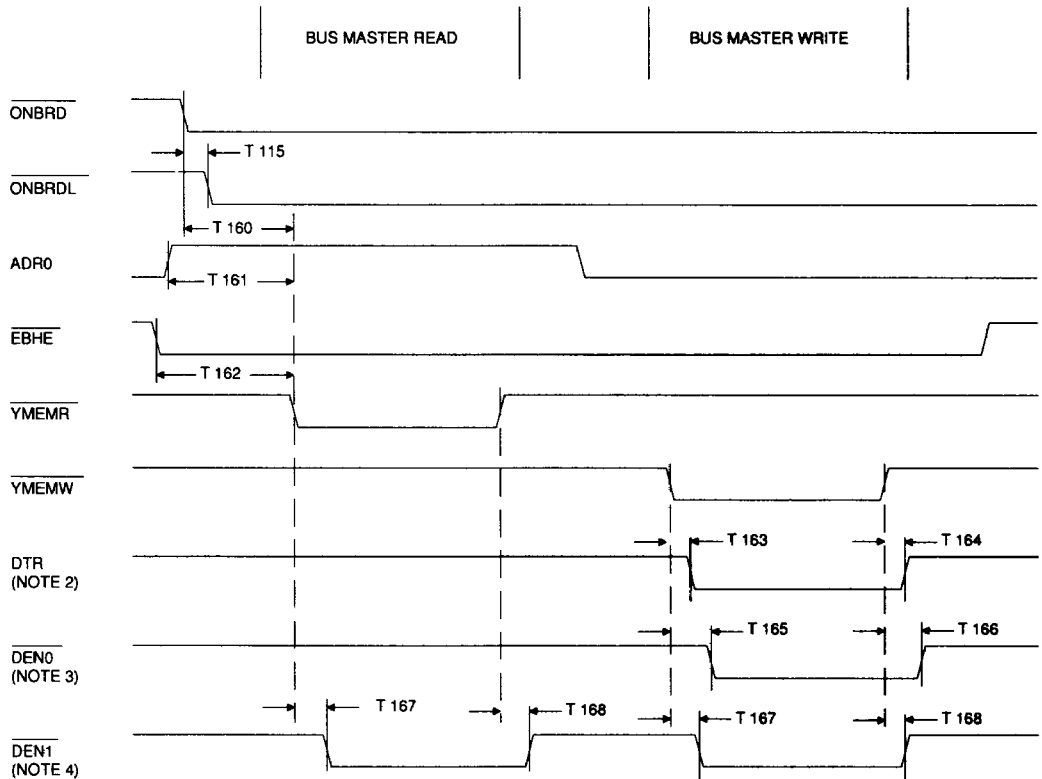 BUS MASTER READ
BUS MASTER WRITE
ONBRD
T 115
ONBRDL
T 160
ADR0
T 161
EBHE
T 162
YMEMR
YMEMW
T 163
T 164
DTR
(NOTE 2)
T 165
T 166
DEN0
(NOTE 3)
T 167
T 168
T 167
T 168
DEN1
(NOTE 4)